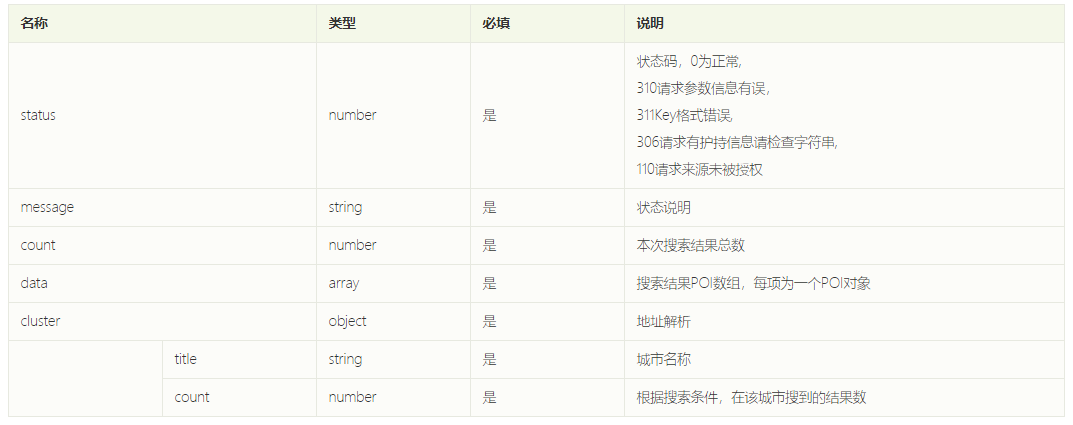 名称 类型 必填 说明
status number 是 状态码，0为正常,
310请求参数信息有误，
311Key格式错误,
306请求有护持信息请检查字符串,
110请求来源未被授权
message string 是 状态说明
count number 是 本次搜索结果总数
data array 是 搜索结果POI数组，每项为一个POI对象
cluster object 是 地址解析
title string 是 城市名称
count number 是 根据搜索条件，在该城市搜到的结果数